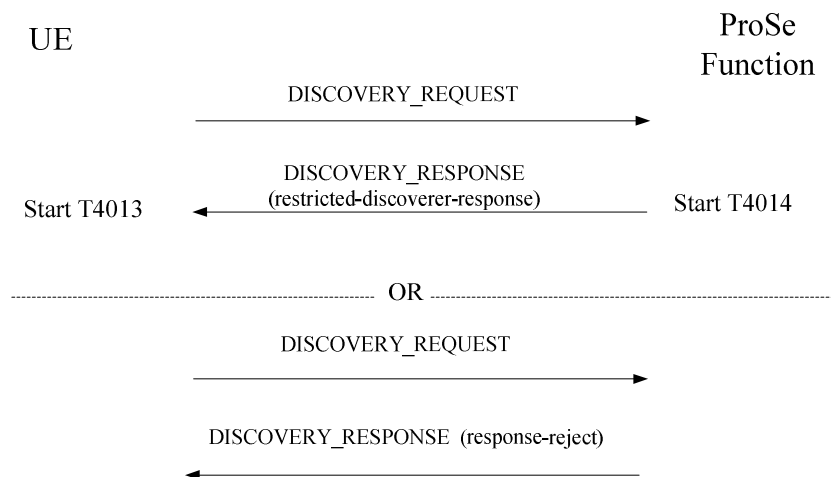 UE
ProSe
Function
DISCOVERY_REQUEST
DISCOVERY_RESPONSE
(restricted-discoverer-response)
Start T4013
Start T4014
OR
DISCOVERY_REQUEST
DISCOVERY_RESPONSE (response-reject)